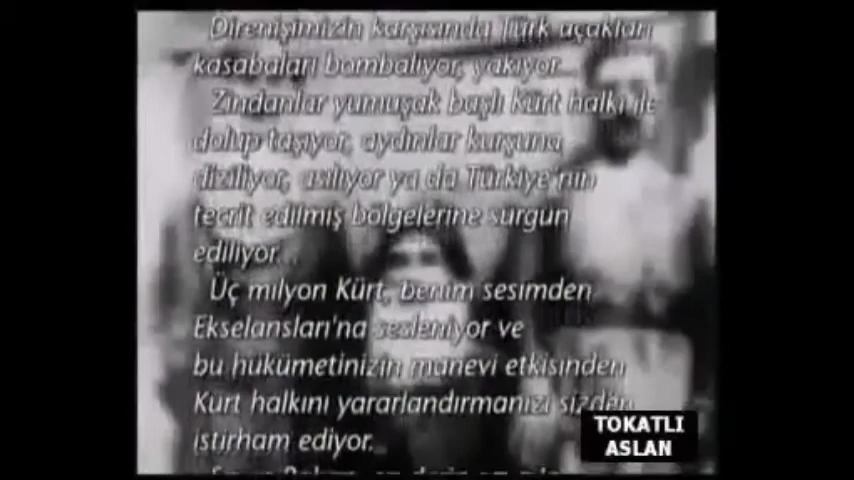 Direnişimizin karşısında Türk uçakları
kasabaları bombalıyor, yakıyor...
Zindanlar yumuşak başlı Kürt halkı ile
dolup taşıyor, aydınlar kurşuna
diziliyor, asılıyor ya da Türkiye'nin
tecrit edilmiş bölgelerine sürgün
ediliyor...
Üç milyon Kürt, benim sesimden
Ekselansları'na sesleniyor ve
bu hükümetinizin manevi etkisinden
Kürt halkını yararlandırmanızı sizden
istirham ediyor.
TOKATLI
ASLAN